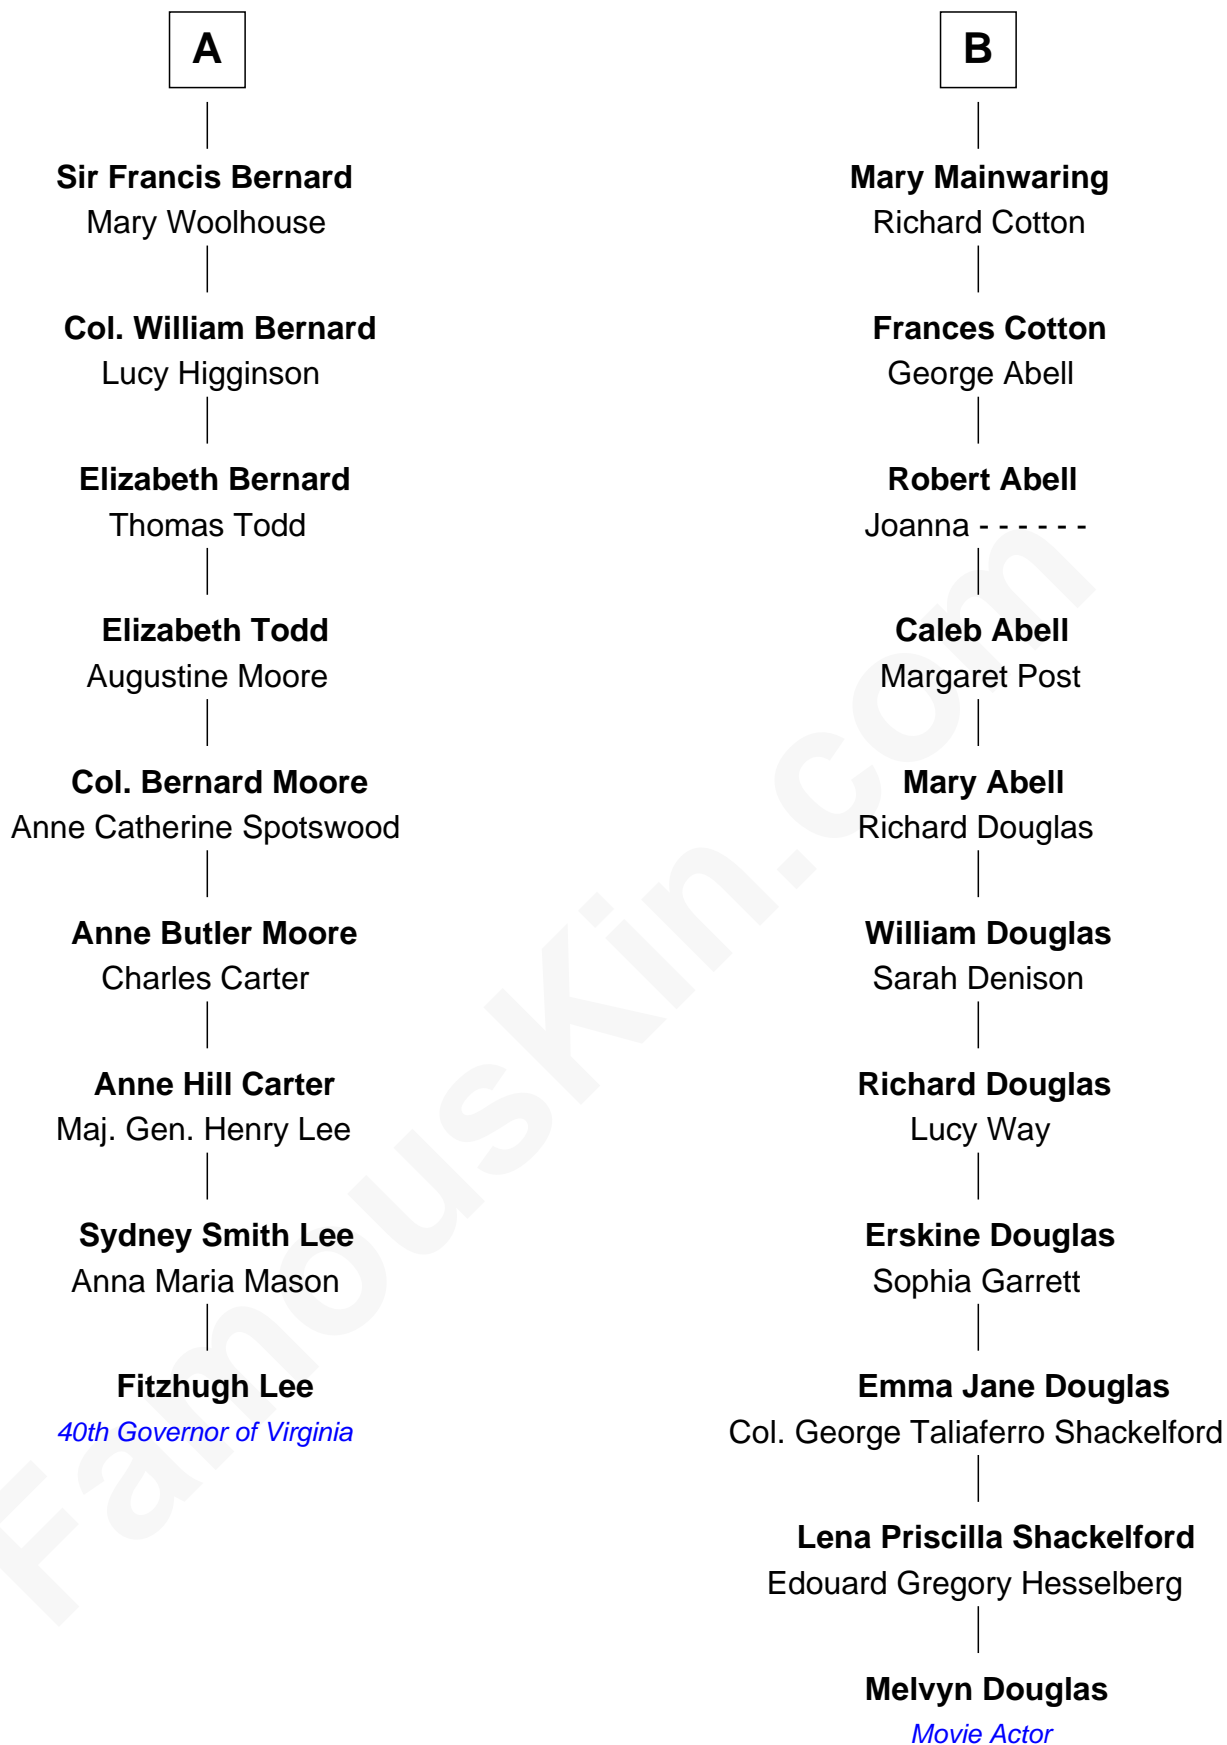 A
Sir Francis Bernard
Mary Woolhouse
Col. William Bernard
Lucy Higginson
Elizabeth Bernard
Thomas Todd
Elizabeth Todd
Augustine Moore
Col. Bernard Moore
Anne Catherine Spotswood
Anne Butler Moore
Charles Carter
Anne Hill Carter
Maj. Gen. Henry Lee
Sydney Smith Lee
Anna Maria Mason
Fitzhugh Lee
40th Governor of Virginia
B
Mary Mainwaring
Richard Cotton
Frances Cotton
George Abell
Robert Abell
Joanna - - - - - -
Caleb Abell
Margaret Post
Mary Abell
Richard Douglas
William Douglas
Sarah Denison
Richard Douglas
Lucy Way
Erskine Douglas
Sophia Garrett
Emma Jane Douglas
Col. George Taliaferro Shackelford
Lena Priscilla Shackelford
Edouard Gregory Hesselberg
Melvyn Douglas
Movie Actor
FamousKin.com